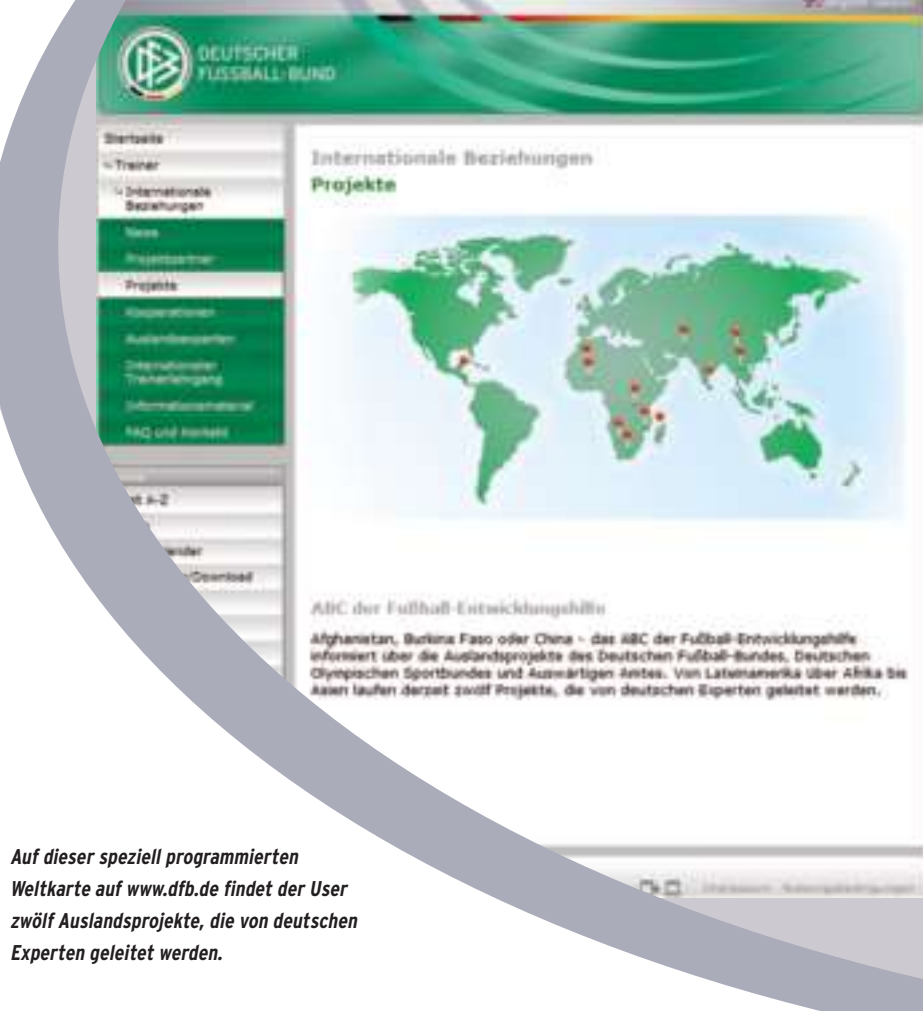 DEUTSCHER
FUSSBALL-BUND
Startseite
Trainer
Internationale
Beziehungen
News
Projektpartner
Projekte
Kooperationen
Auslandsexperten
Internationaler
Trainerlehrgang
Informationsmaterial
FAQ und Kontakt
A-Z
Download
Internationale Beziehungen
Projekte
ABC der Fußball-Entwicklungshilfe
Afghanistan, Burkina Faso oder China - das ABC der Fußball-Entwicklungshilfe
informiert über die Auslandsprojekte des Deutschen Fußball-Bundes, Deutschen
Olympischen Sportbundes und Auswärtigen Amtes. Von Lateinamerika über Afrika bis
Asien laufen derzeit zwölf Projekte, die von deutschen Experten geleitet werden.
Impressum Nutzungsbedingungen
Auf dieser speziell programmierten
Weltkarte auf www.dfb.de findet der User
zwölf Auslandsprojekte, die von deutschen
Experten geleitet werden.